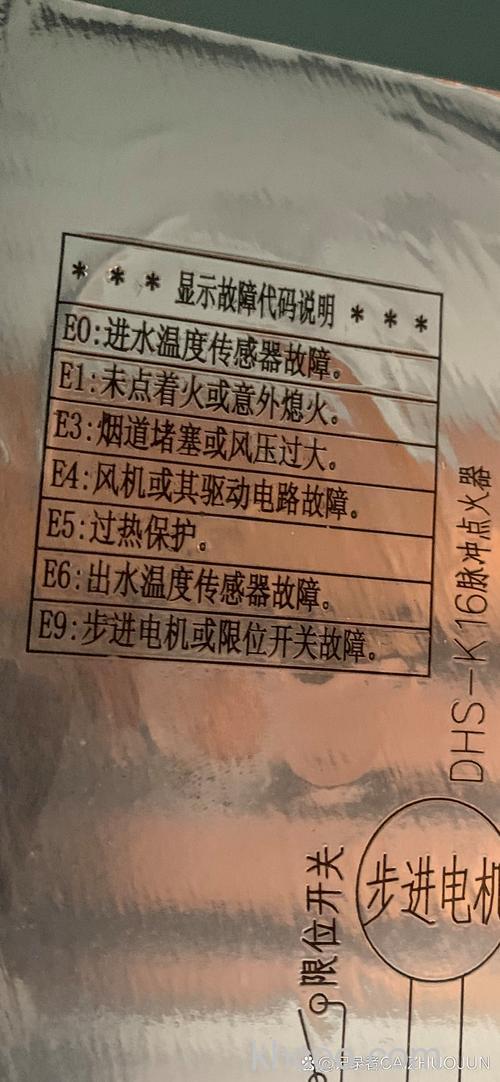 * * * 显示故障代码说明 * * *
E0:进水温度传感器故障。
E1:未点着火或意外熄火。
E3:烟道堵塞或风压过大。
E4:风机或其驱动电路故障。
E5:过热保护。
E6:出水温度传感器故障。
E9:步进电机或限位开关故障。
DHS-K16脉冲点火器
步进电机
限位开关